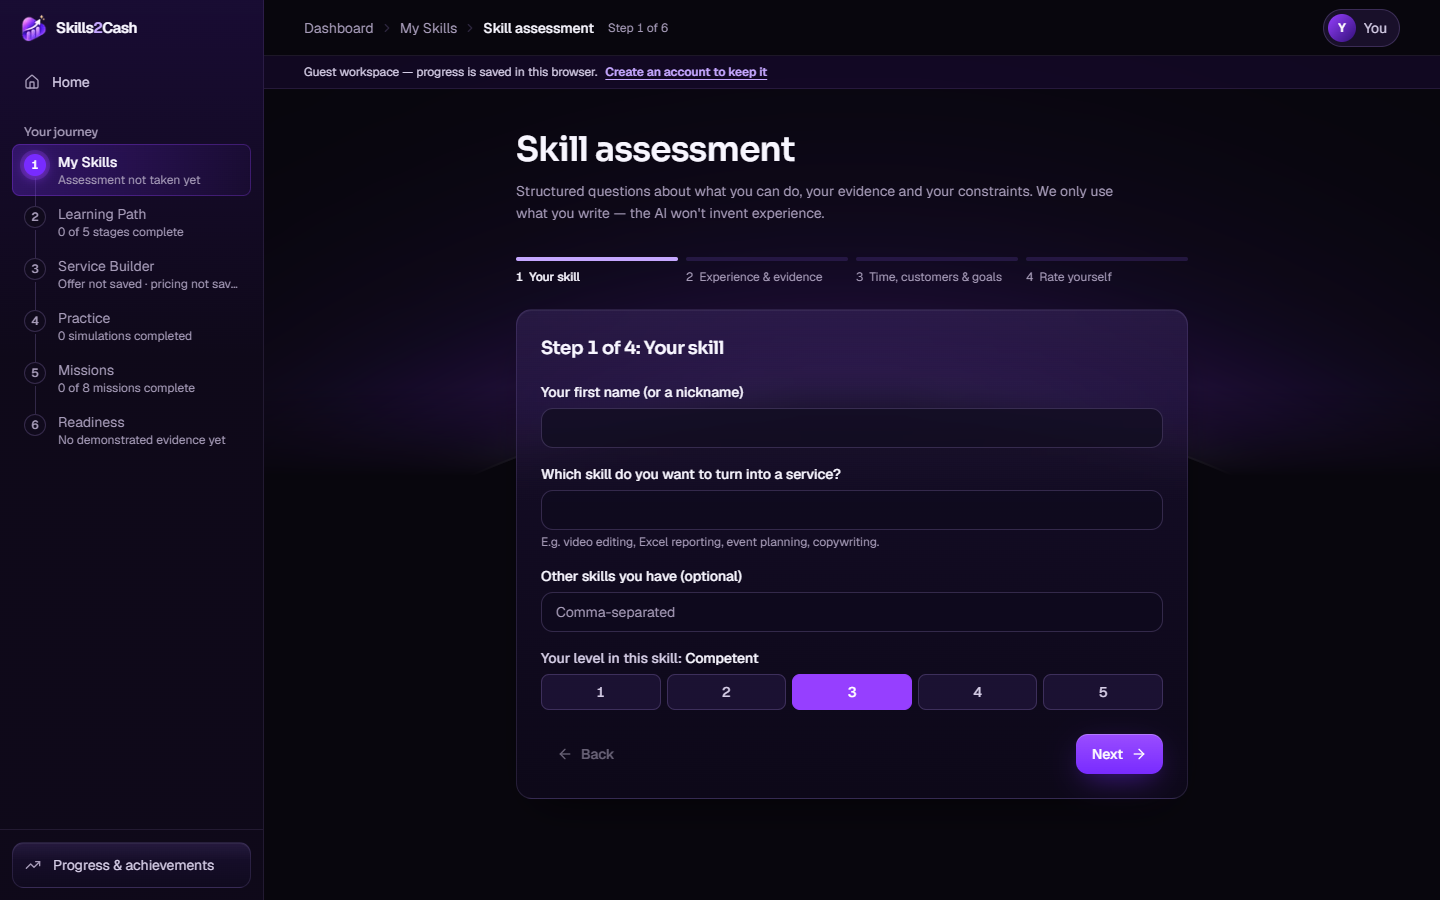 Skills2Cash
Home
Your journey
1 My Skills
Assessment not taken yet
2 Learning Path
0 of 5 stages complete
3 Service Builder
Offer not saved · pricing not sav...
4 Practice
0 simulations completed
5 Missions
0 of 8 missions complete
6 Readiness
No demonstrated evidence yet
Progress & achievements
Dashboard > My Skills > Skill assessment Step 1 of 6
Y You
Guest workspace — progress is saved in this browser. Create an account to keep it
Skill assessment
Structured questions about what you can do, your evidence and your constraints. We only use
what you write — the AI won't invent experience.
1 Your skill 2 Experience & evidence 3 Time, customers & goals 4 Rate yourself
Step 1 of 4: Your skill
Your first name (or a nickname)
Which skill do you want to turn into a service?
E.g. video editing, Excel reporting, event planning, copywriting.
Other skills you have (optional)
Comma-separated
Your level in this skill: Competent
1 2 3 4 5
← Back Next →